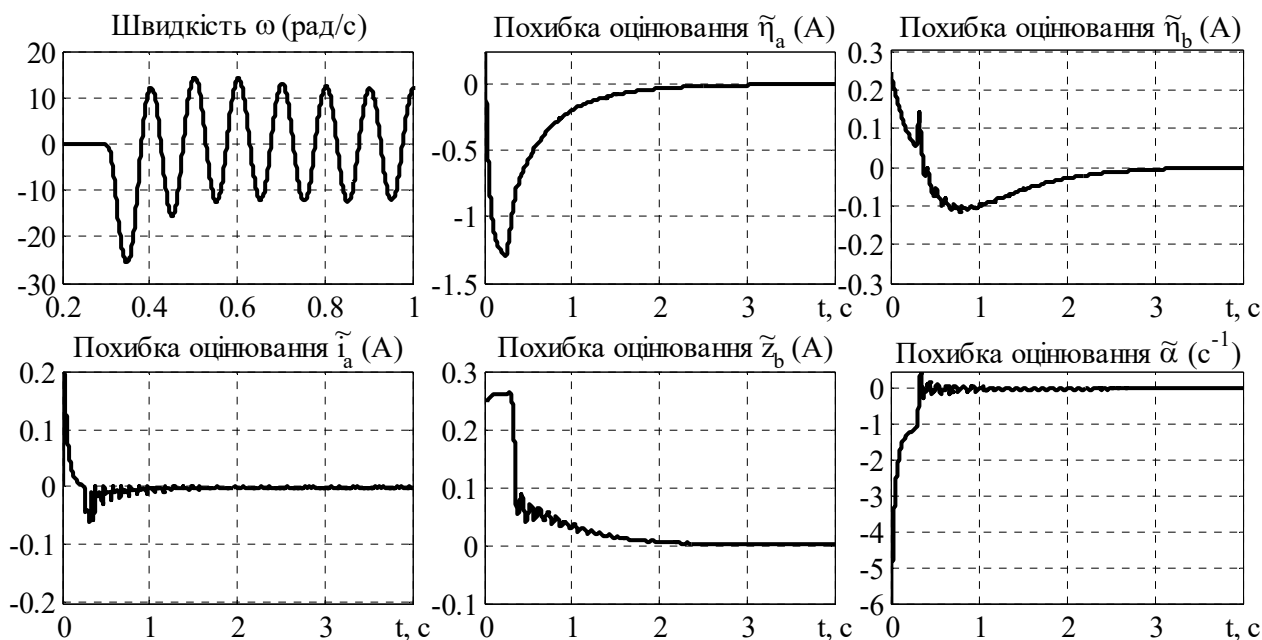 Швидкість ω (рад/с)
20
10
0
-10
-20
-30
0.2 0.4 0.6 0.8 1
Похибка оцінювання η̃a (А)
0
-0.5
-1
-1.5
0 1 2 3 t, с
Похибка оцінювання η̃b (А)
0.3
0.2
0.1
0
-0.1
-0.2
0.3
0 1 2 3 t, с
Похибка оцінювання ĩa (А)
0.2
0.1
0
-0.1
-0.2
0 1 2 3 t, с
Похибка оцінювання z̃b (А)
0.3
0.2
0.1
0
-0.1
0 1 2 3 t, с
Похибка оцінювання α̃ (с⁻¹)
0
-1
-2
-3
-4
-5
-6
0 1 2 3 t, с